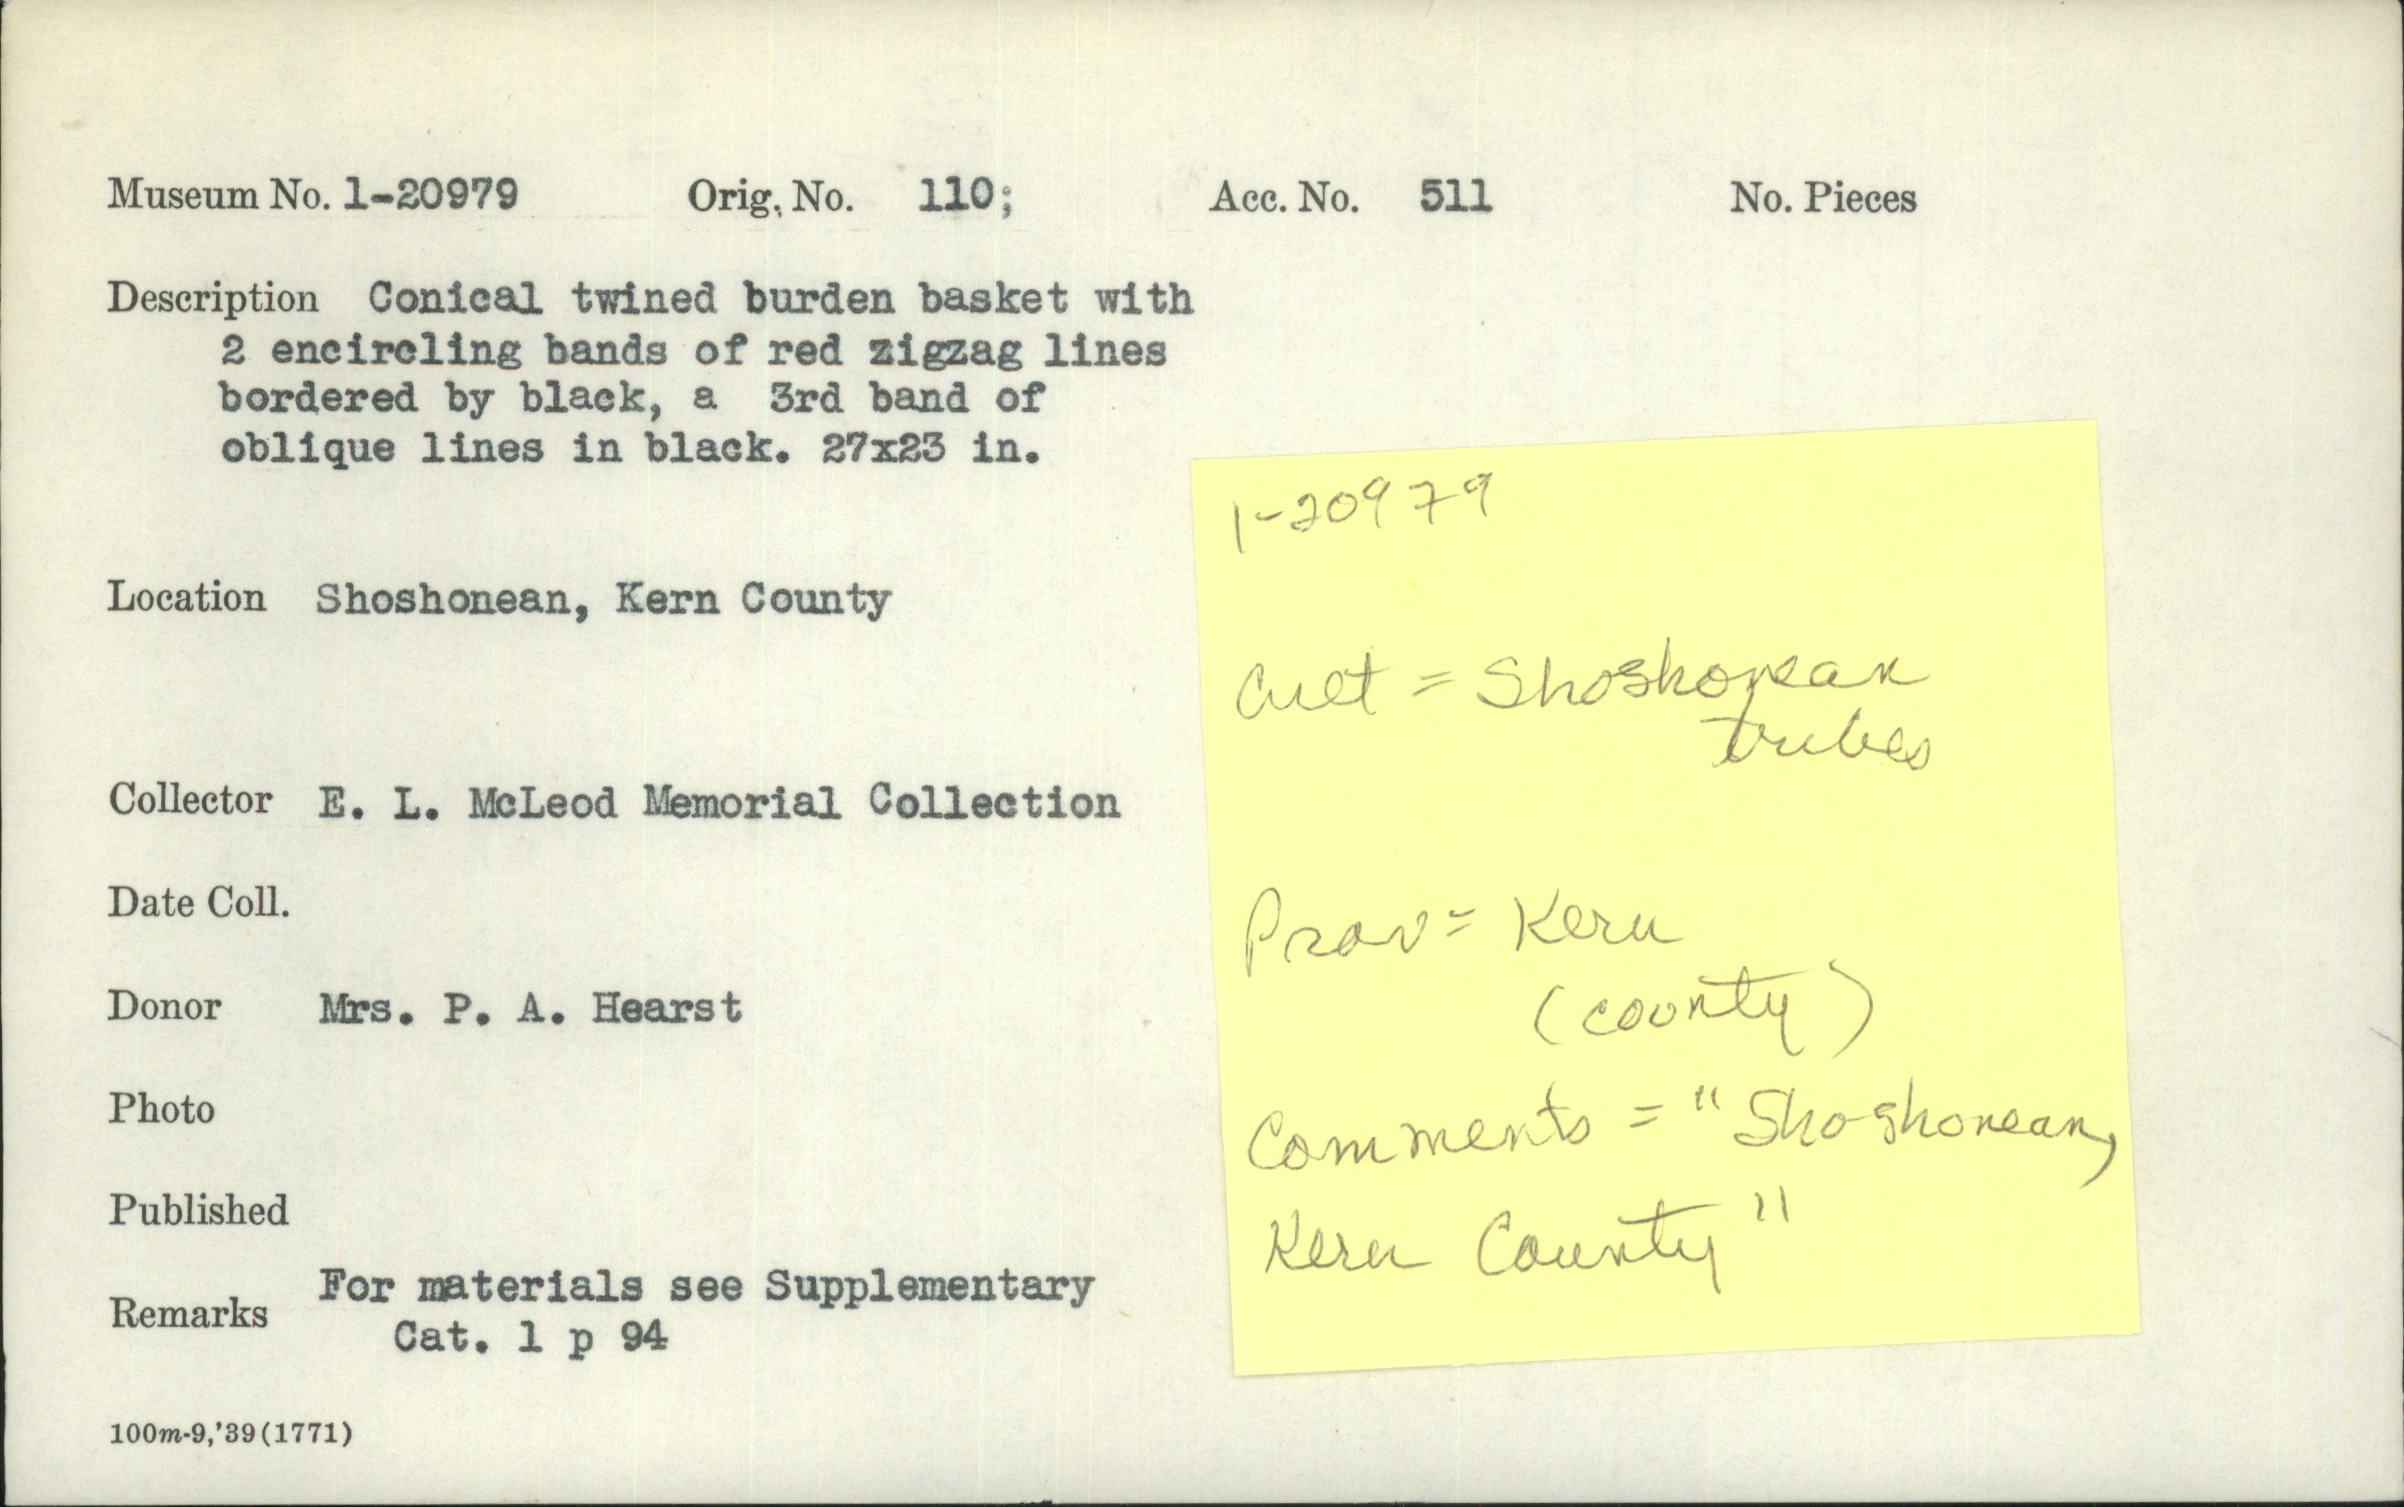 Museum No. 1-20979 Orig. No. 110; Acc. No. 511 No. Pieces
Description Conical twined burden basket with
2 encircling bands of red zigzag lines
bordered by black, a 3rd band of
oblique lines in black. 27x23 in.
Location Shoshonean, Kern County
Collector E. L. McLeod Memorial Collection
Date Coll.
Donor Mrs. P. A. Hearst
Photo
Published
Remarks For materials see Supplementary
Cat. 1 p 94
100m-9,'39(1771)
1-20979
Cult = Shoshonean
tribes
Prov = Kern
(county)
Comments = "Shoshonean,
Kern County"